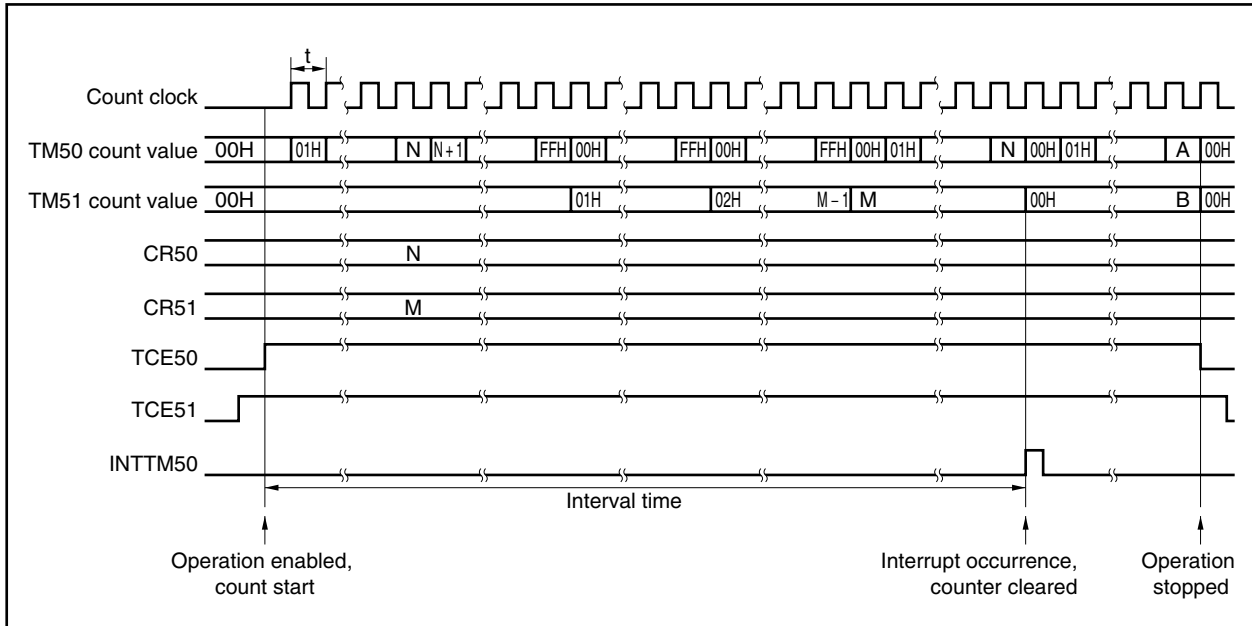 t
Count clock
TM50 count value 00H 01H N N + 1 FFH 00H FFH 00H FFH 00H 01H N 00H 01H A 00H
TM51 count value 00H 01H 02H M − 1 M 00H B 00H
CR50 N
CR51 M
TCE50
TCE51
INTTM50
Interval time
Operation enabled, Interrupt occurrence, Operation
count start counter cleared stopped